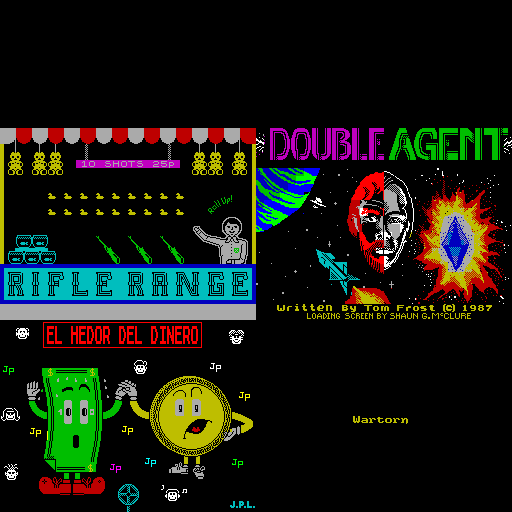 DOUBLE AGENT
10 SHOTS 25p
Roll Up!
RIFLE RANGE
Written By Tom Frost (C) 1987
LOADING SCREEN BY SHAUN G.McCLURE
EL HEDOR DEL DINERO
Jp
Jp
Jp
Wartorn
Jp
Jp
Jp
Jp
Jp
J.P.L.